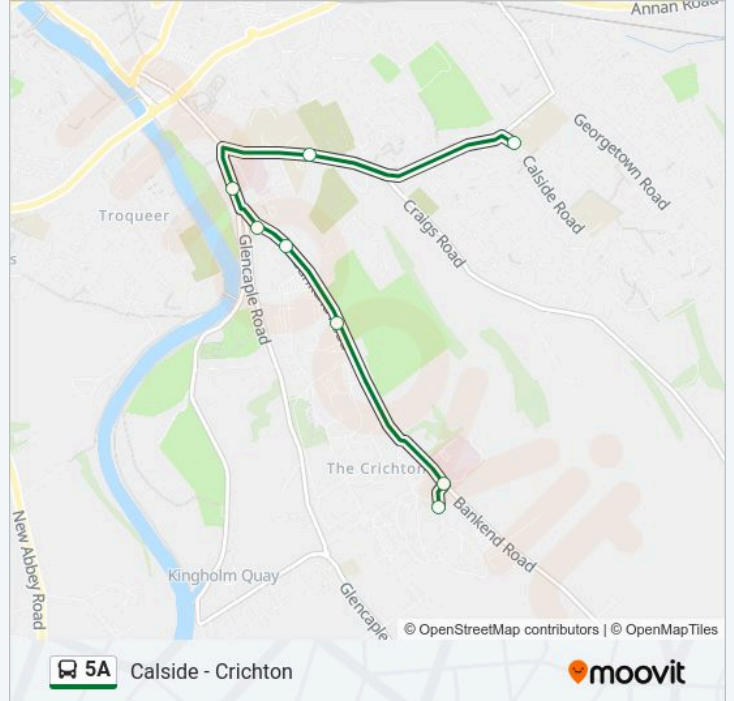 Annan Road
Georgetown Road
Calside Road
Troqueer
Craigs Road
s
Glencaple Road
The Crichton
Bankend Road
New Abbey Road
Kingholm Quay
Glencaple
© OpenStreetMap contributors | © OpenMapTiles
5A Calside - Crichton
moovit